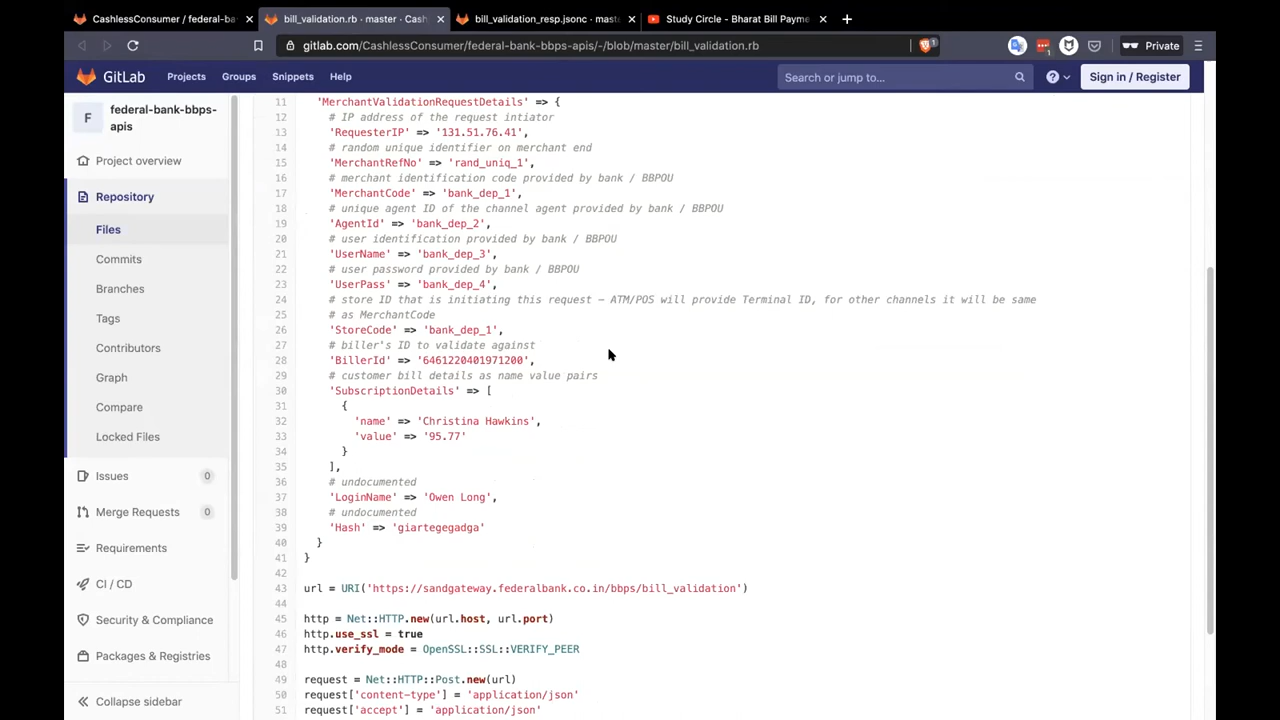 CashlessConsumer / federal-ba
bill_validation.rb · master · Cash
bill_validation_resp.jsonc · mast
Study Circle - Bharat Bill Payme
gitlab.com/CashlessConsumer/federal-bank-bbps-apis/-/blob/master/bill_validation.rb
1
Private
GitLab
Projects
Groups
Snippets
Help
Search or jump to...
Sign in / Register
F
federal-bank-bbps-
apis
Project overview
Repository
Files
Commits
Branches
Tags
Contributors
Graph
Compare
Locked Files
Issues 0
Merge Requests 0
Requirements
CI / CD
Security & Compliance
Packages & Registries
Collapse sidebar
11 'MerchantValidationRequestDetails' => {
12 # IP address of the request intiator
13 'RequesterIP' => '131.51.76.41',
14 # random unique identifier on merchant end
15 'MerchantRefNo' => 'rand_uniq_1',
16 # merchant identification code provided by bank / BBPOU
17 'MerchantCode' => 'bank_dep_1',
18 # unique agent ID of the channel agent provided by bank / BBPOU
19 'AgentId' => 'bank_dep_2',
20 # user identification provided by bank / BBPOU
21 'UserName' => 'bank_dep_3',
22 # user password provided by bank / BBPOU
23 'UserPass' => 'bank_dep_4',
24 # store ID that is initiating this request – ATM/POS will provide Terminal ID, for other channels it will be same
25 # as MerchantCode
26 'StoreCode' => 'bank_dep_1',
27 # biller's ID to validate against
28 'BillerId' => '6461220401971200',
29 # customer bill details as name value pairs
30 'SubscriptionDetails' => [
31 {
32 'name' => 'Christina Hawkins',
33 'value' => '95.77'
34 }
35 ],
36 # undocumented
37 'LoginName' => 'Owen Long',
38 # undocumented
39 'Hash' => 'giartegegadga'
40 }
41 }
42
43 url = URI('https://sandgateway.federalbank.co.in/bbps/bill_validation')
44
45 http = Net::HTTP.new(url.host, url.port)
46 http.use_ssl = true
47 http.verify_mode = OpenSSL::SSL::VERIFY_PEER
48
49 request = Net::HTTP::Post.new(url)
50 request['content-type'] = 'application/json'
51 request['accept'] = 'application/json'